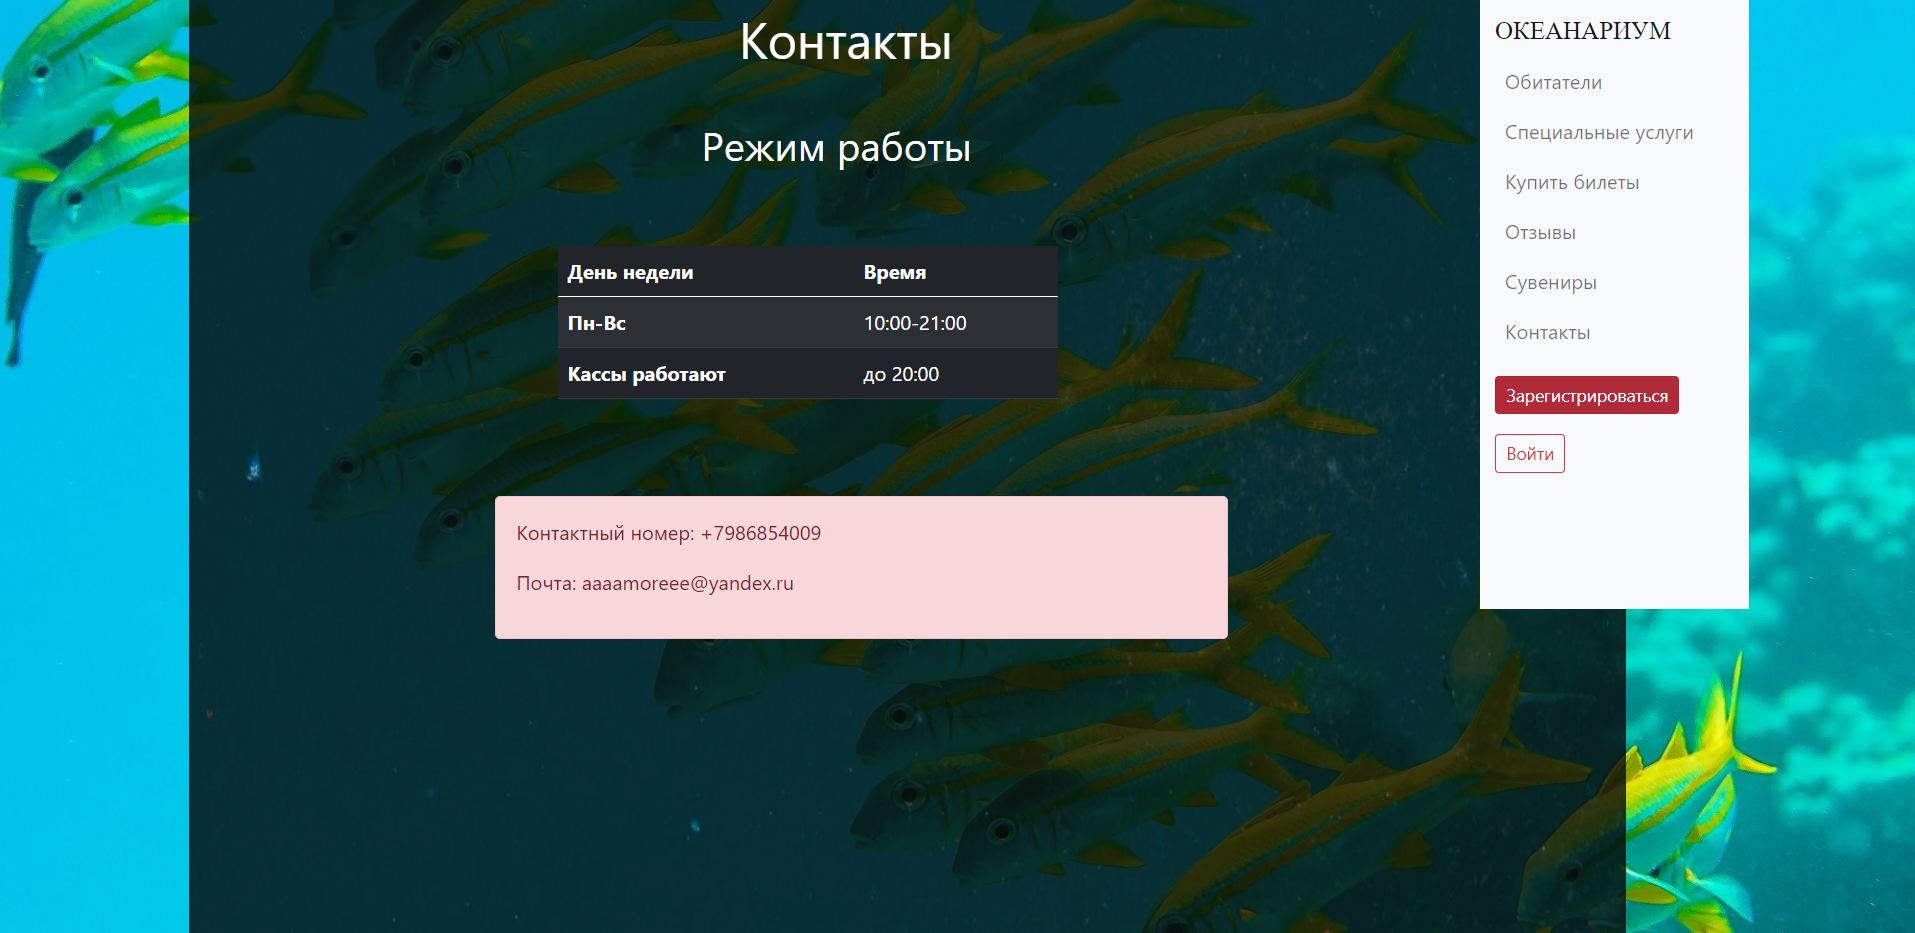 Контакты
Режим работы
День недели Время
Пн-Вс 10:00-21:00
Кассы работают до 20:00
Контактный номер: +7986854009
Почта: aaaamoreee@yandex.ru
ОКЕАНАРИУМ
Обитатели
Специальные услуги
Купить билеты
Отзывы
Сувениры
Контакты
Зарегистрироваться
Войти